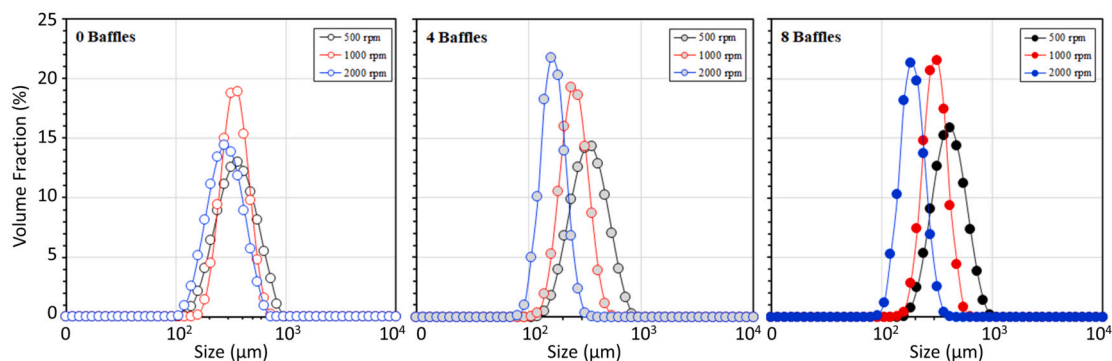 0 Baffles
500 rpm
1000 rpm
2000 rpm
4 Baffles
500 rpm
1000 rpm
2000 rpm
8 Baffles
500 rpm
1000 rpm
2000 rpm
Volume Fraction (%)
25
20
15
10
5
0
0 10² 10³ 10⁴ 0 10² 10³ 10⁴ 0 10² 10³ 10⁴
Size (µm) Size (µm) Size (µm)